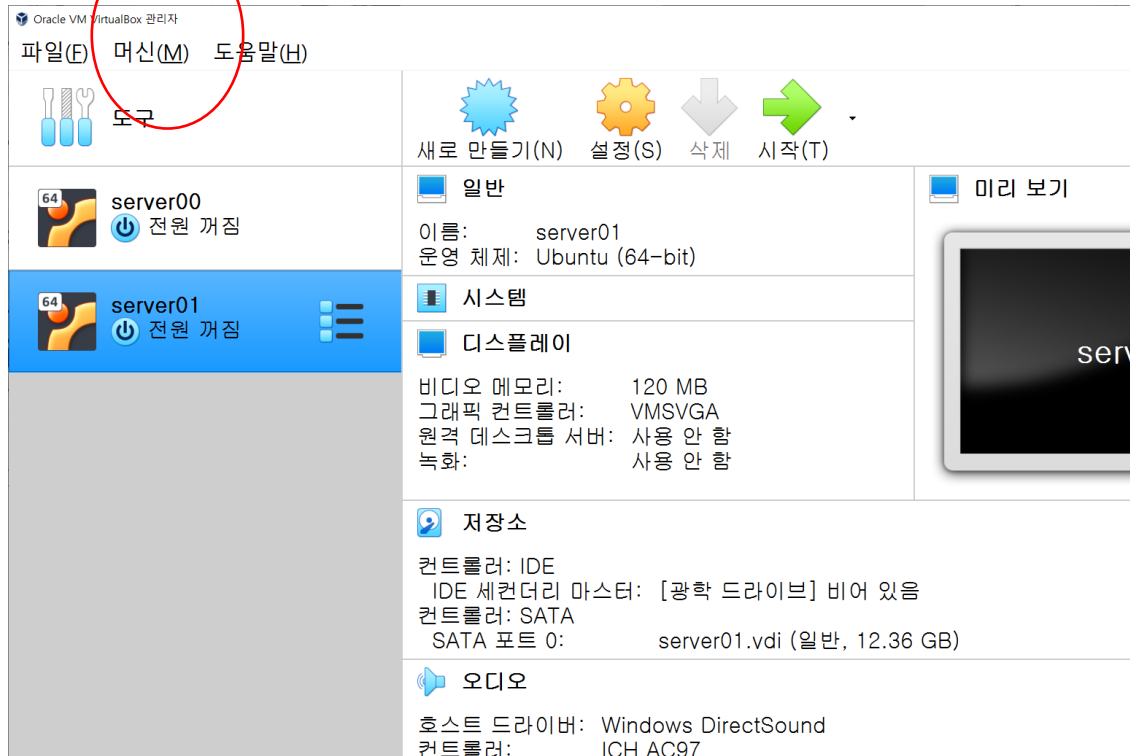 Oracle VM VirtualBox 관리자
파일(F) 머신(M) 도움말(H)
도구
새로 만들기(N) 설정(S) 삭제 시작(T)
64
server00
전원 꺼짐
64
server01
전원 꺼짐
일반
이름: server01
운영 체제: Ubuntu (64-bit)
시스템
디스플레이
비디오 메모리: 120 MB
그래픽 컨트롤러: VMSVGA
원격 데스크톱 서버: 사용 안 함
녹화: 사용 안 함
미리 보기
serv
저장소
컨트롤러: IDE
IDE 세컨더리 마스터: [광학 드라이브] 비어 있음
컨트롤러: SATA
SATA 포트 0: server01.vdi (일반, 12.36 GB)
오디오
호스트 드라이버: Windows DirectSound
컨트롤러: ICH AC97